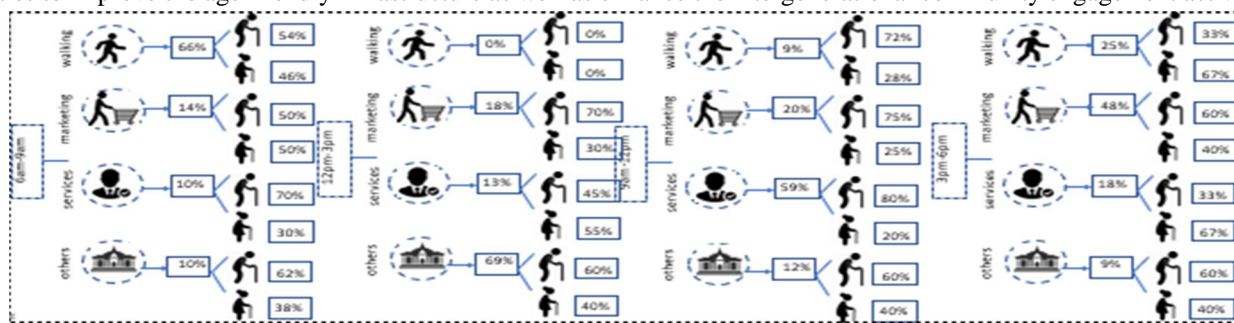 6am-9am
walking
66%
54%
46%
marketing
14%
50%
50%
services
10%
70%
30%
others
10%
62%
38%
12pm-3pm
walking
0%
0%
0%
marketing
18%
70%
30%
services
13%
45%
55%
others
69%
60%
40%
9am-12pm
walking
9%
72%
28%
marketing
20%
75%
25%
services
59%
80%
20%
others
12%
60%
40%
3pm-6pm
walking
25%
33%
67%
marketing
48%
60%
40%
services
18%
33%
67%
others
9%
60%
40%